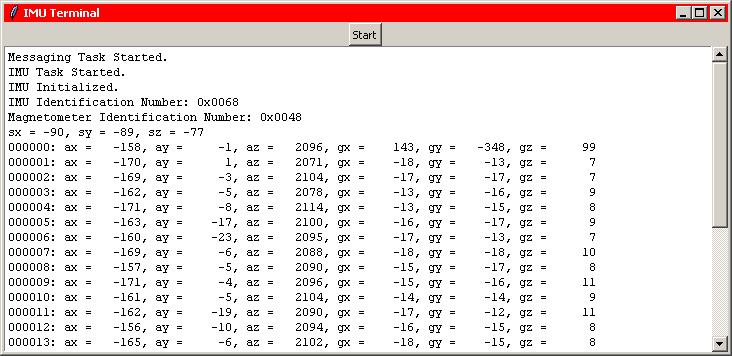 IMU Terminal
Start
Messaging Task Started.
IMU Task Started.
IMU Initialized.
IMU Identification Number: 0x0068
Magnetometer Identification Number: 0x0048
sx = -90, sy = -89, sz = -77
000000: ax =   -158, ay =     -1, az =   2096, gx =    143, gy =   -348, gz =     99
000001: ax =   -170, ay =      1, az =   2071, gx =    -18, gy =    -13, gz =      7
000002: ax =   -169, ay =     -3, az =   2104, gx =    -17, gy =    -17, gz =      7
000003: ax =   -162, ay =     -5, az =   2078, gx =    -13, gy =    -16, gz =      9
000004: ax =   -171, ay =     -8, az =   2114, gx =    -13, gy =    -15, gz =      8
000005: ax =   -163, ay =    -17, az =   2100, gx =    -16, gy =    -17, gz =      9
000006: ax =   -160, ay =    -23, az =   2095, gx =    -17, gy =    -13, gz =      7
000007: ax =   -169, ay =     -6, az =   2088, gx =    -18, gy =    -18, gz =     10
000008: ax =   -157, ay =     -5, az =   2090, gx =    -15, gy =    -17, gz =      8
000009: ax =   -171, ay =     -4, az =   2096, gx =    -15, gy =    -16, gz =     11
000010: ax =   -161, ay =     -5, az =   2104, gx =    -14, gy =    -14, gz =      9
000011: ax =   -162, ay =    -19, az =   2090, gx =    -17, gy =    -12, gz =     11
000012: ax =   -156, ay =    -10, az =   2094, gx =    -16, gy =    -15, gz =      8
000013: ax =   -165, ay =     -6, az =   2102, gx =    -18, gy =    -15, gz =      8